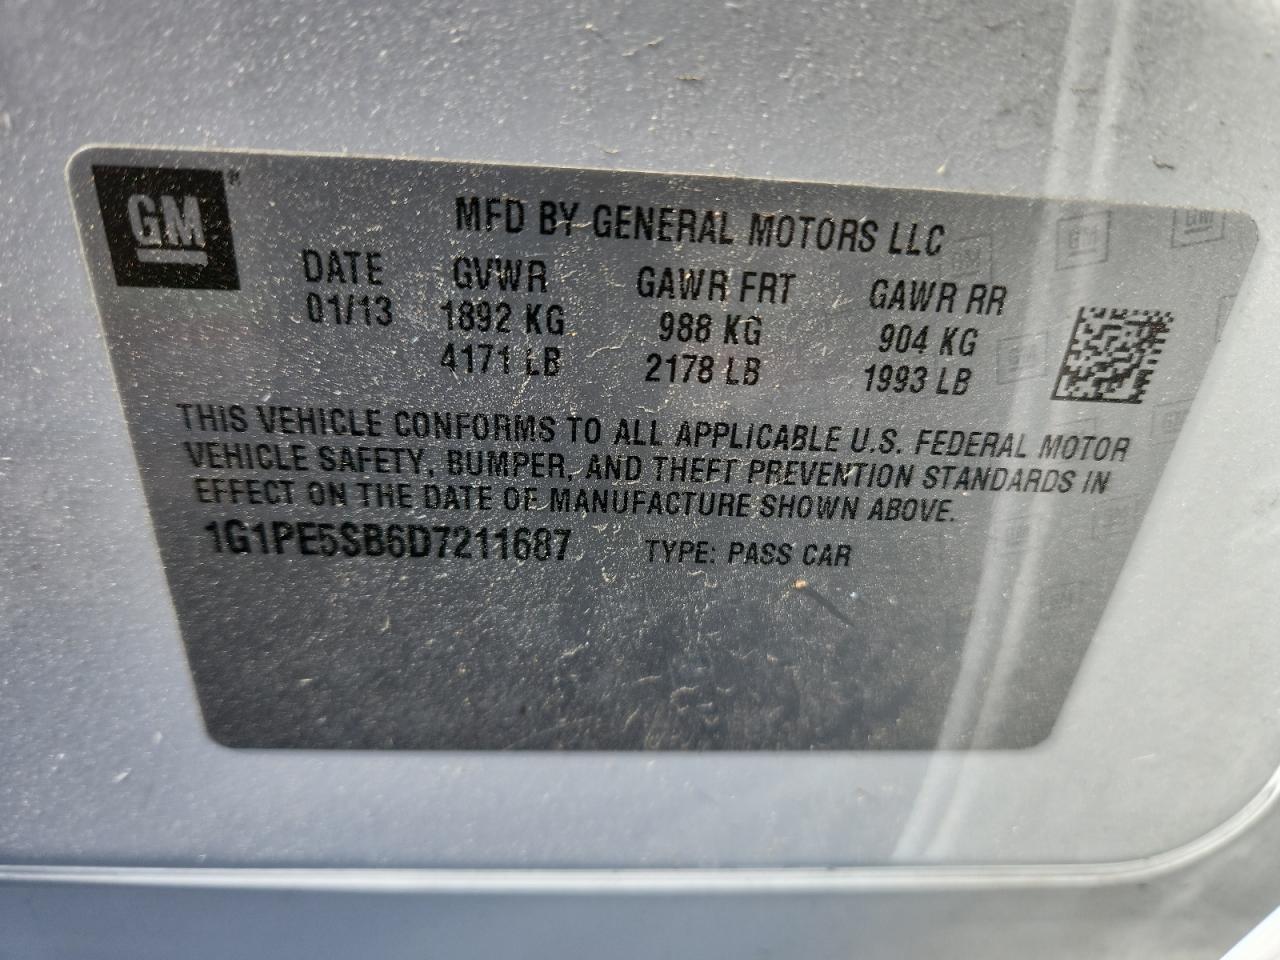 GM
MFD BY GENERAL MOTORS LLC
DATE GVWR GAWR FRT GAWR RR
01/13 1892 KG 988 KG 904 KG
4171 LB 2178 LB 1993 LB
THIS VEHICLE CONFORMS TO ALL APPLICABLE U.S. FEDERAL MOTOR
VEHICLE SAFETY, BUMPER, AND THEFT PREVENTION STANDARDS IN
EFFECT ON THE DATE OF MANUFACTURE SHOWN ABOVE.
1G1PE5SB6D7211687 TYPE: PASS CAR